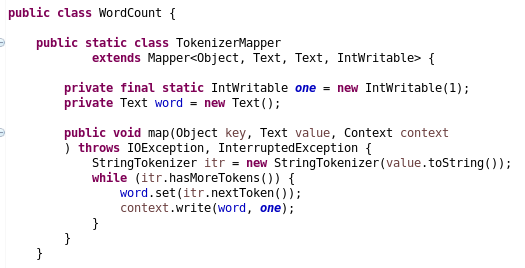 public class WordCount {
public static class TokenizerMapper
extends Mapper<Object, Text, Text, IntWritable> {
private final static IntWritable one = new IntWritable(1);
private Text word = new Text();
public void map(Object key, Text value, Context context
) throws IOException, InterruptedException {
StringTokenizer itr = new StringTokenizer(value.toString());
while (itr.hasMoreTokens()) {
word.set(itr.nextToken());
context.write(word, one);
}
}
}